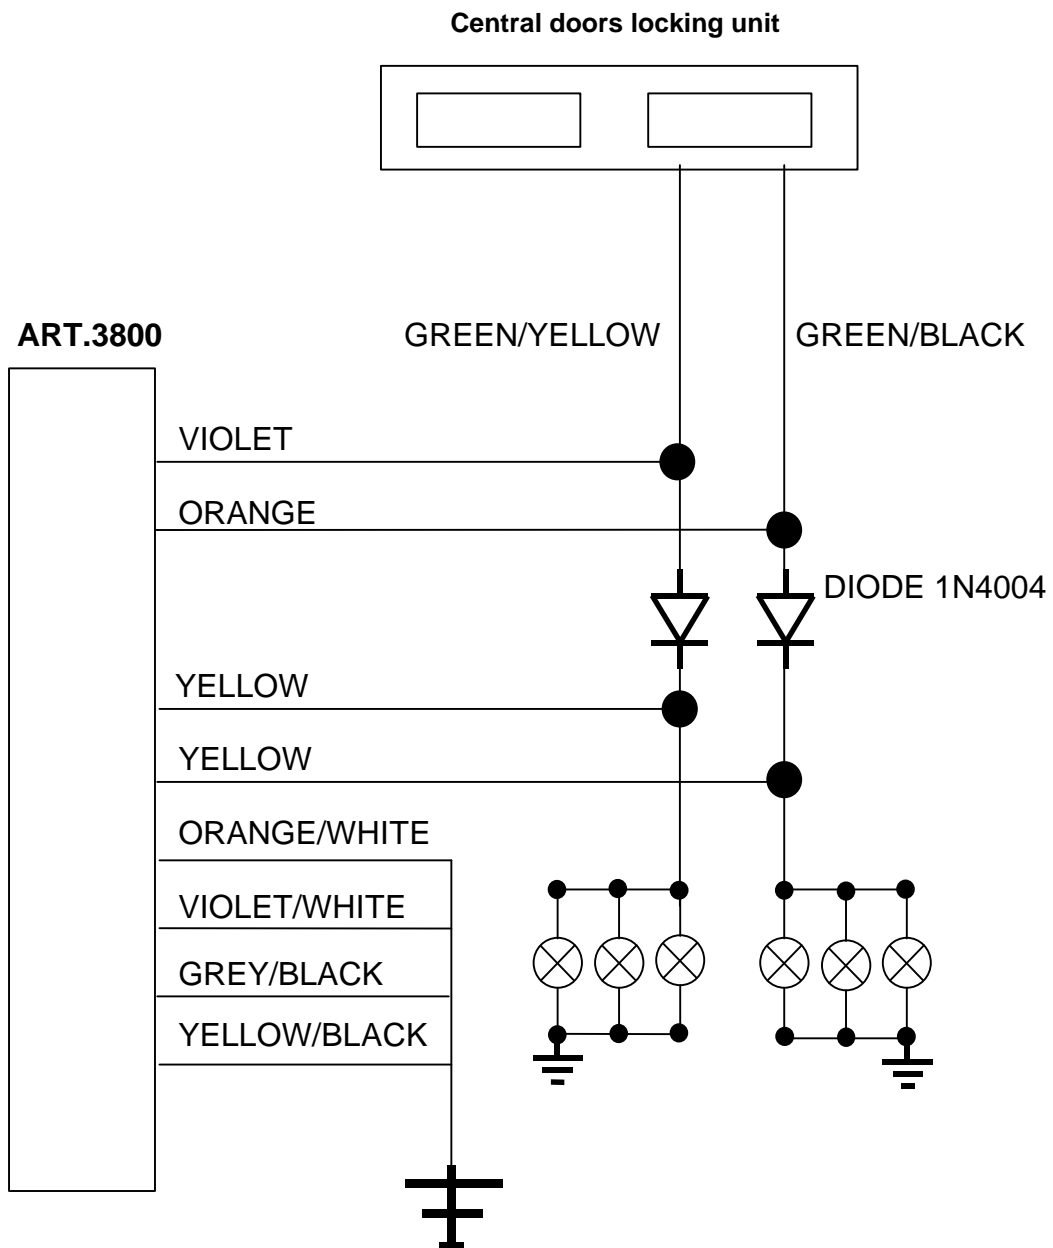 Central doors locking unit
ART.3800
GREEN/YELLOW
GREEN/BLACK
VIOLET
ORANGE
DIODE 1N4004
YELLOW
YELLOW
ORANGE/WHITE
VIOLET/WHITE
GREY/BLACK
YELLOW/BLACK